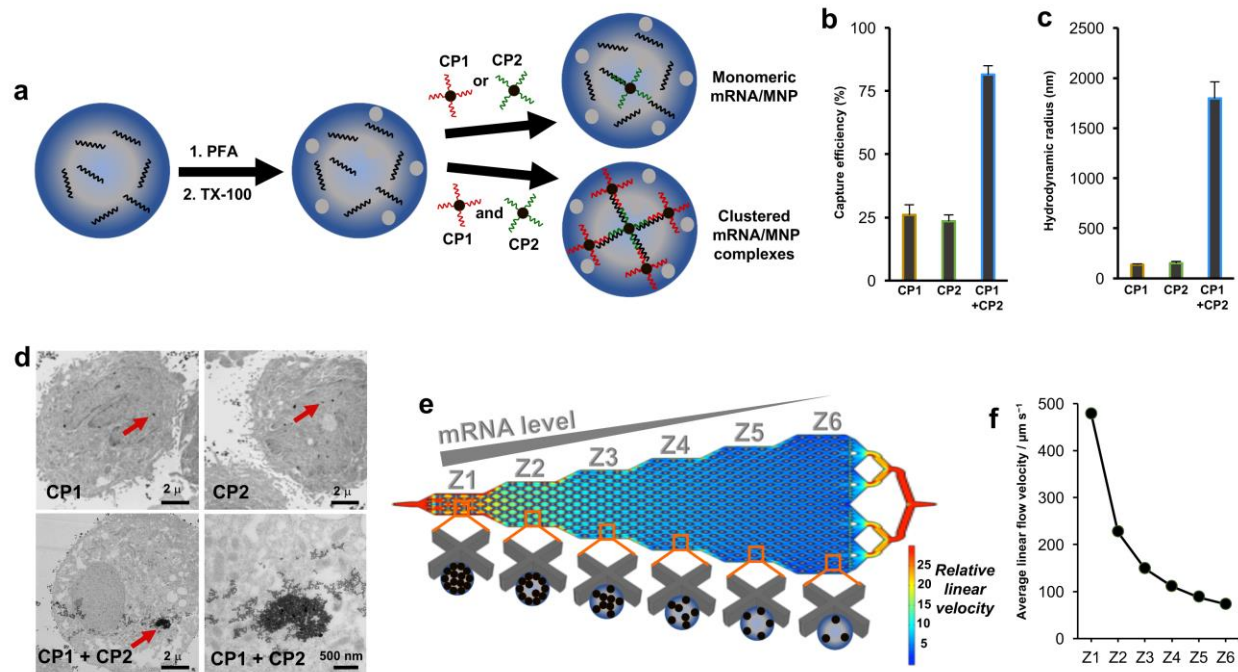 a
1. PFA
2. TX-100
CP1
or
CP2
CP1
and
CP2
Monomeric
mRNA/MNP
Clustered
mRNA/MNP
complexes
b
Capture efficiency (%)
100
75
50
25
0
CP1
CP2
CP1
+CP2
c
Hydrodynamic radius (nm)
2500
2000
1500
1000
500
0
CP1
CP2
CP1
+CP2
d
CP1
2 μ
CP2
2 μ
CP1 + CP2
2 μ
CP1 + CP2
500 nm
e
mRNA level
Z1
Z2
Z3
Z4
Z5
Z6
25
20
15
10
5
Relative
linear
velocity
f
Average linear flow velocity / μm s⁻¹
500
400
300
200
100
0
Z1 Z2 Z3 Z4 Z5 Z6